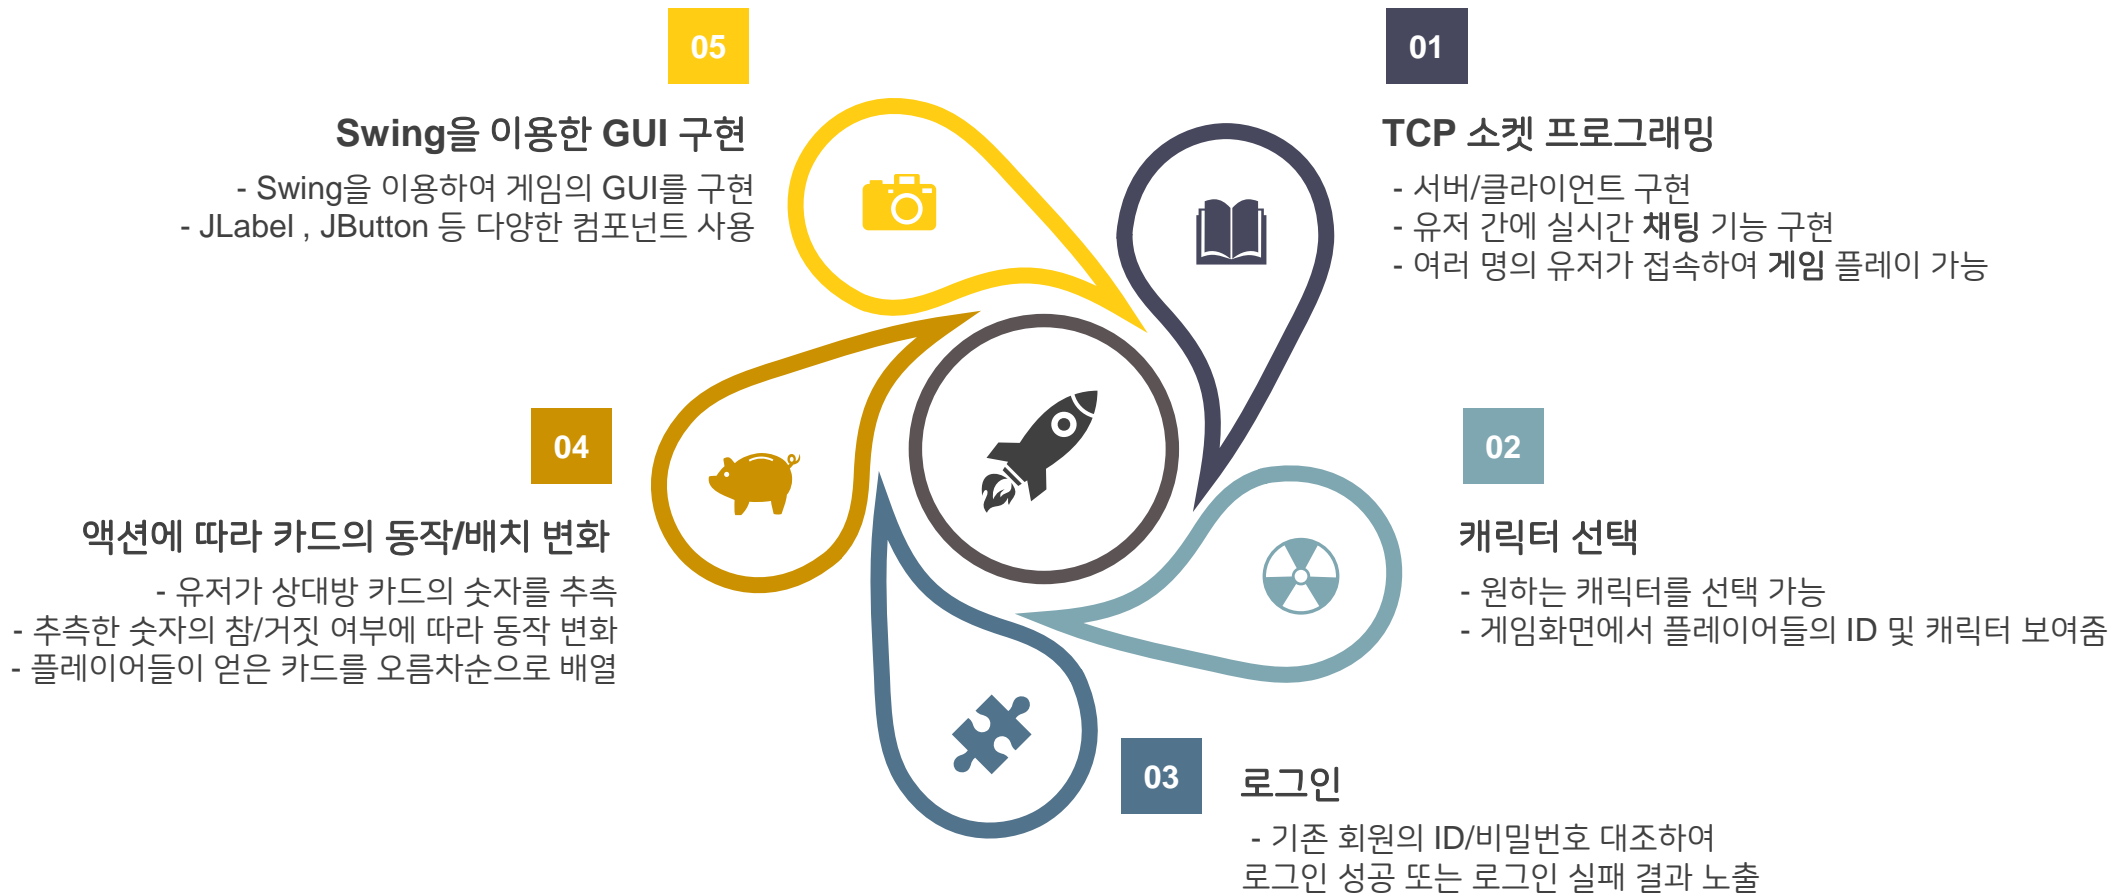 01
TCP 소켓 프로그래밍
- 서버/클라이언트 구현
- 유저 간에 실시간 채팅 기능 구현
- 여러 명의 유저가 접속하여 게임 플레이 가능
02
캐릭터 선택
- 원하는 캐릭터를 선택 가능
- 게임화면에서 플레이어들의 ID 및 캐릭터 보여줌
03
로그인
- 기존 회원의 ID/비밀번호 대조하여
로그인 성공 또는 로그인 실패 결과 노출
04
액션에 따라 카드의 동작/배치 변화
- 유저가 상대방 카드의 숫자를 추측
- 추측한 숫자의 참/거짓 여부에 따라 동작 변화
- 플레이어들이 얻은 카드를 오름차순으로 배열
05
Swing을 이용한 GUI 구현
- Swing을 이용하여 게임의 GUI를 구현
- JLabel , JButton 등 다양한 컴포넌트 사용